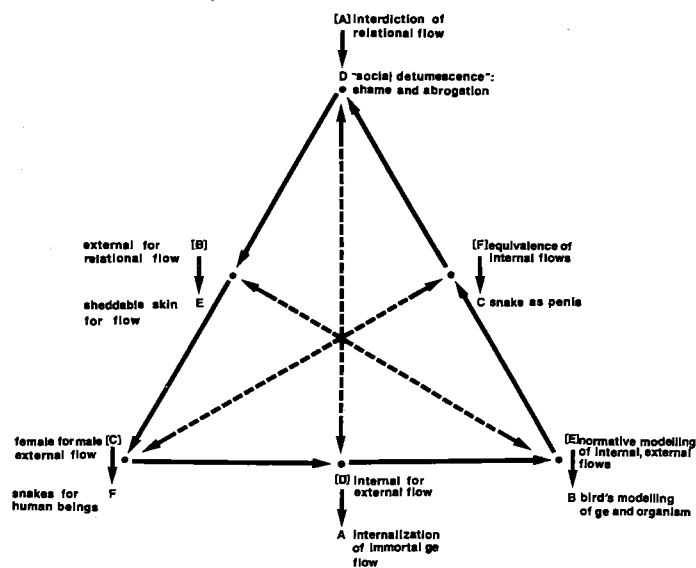 [A] interdiction of
relational flow
D "social detumescence":
shame and abrogation
external for [B]
relational flow
sheddable skin E
for flow
[F] equivalence of
internal flows
C snake as penis
female for male [C]
external flow
snakes for F
human beings
[D] internal for
external flow
A internalization
of immortal ge
flow
[E] normative modelling
of internal, external
flows
B bird's modelling
of ge and organism